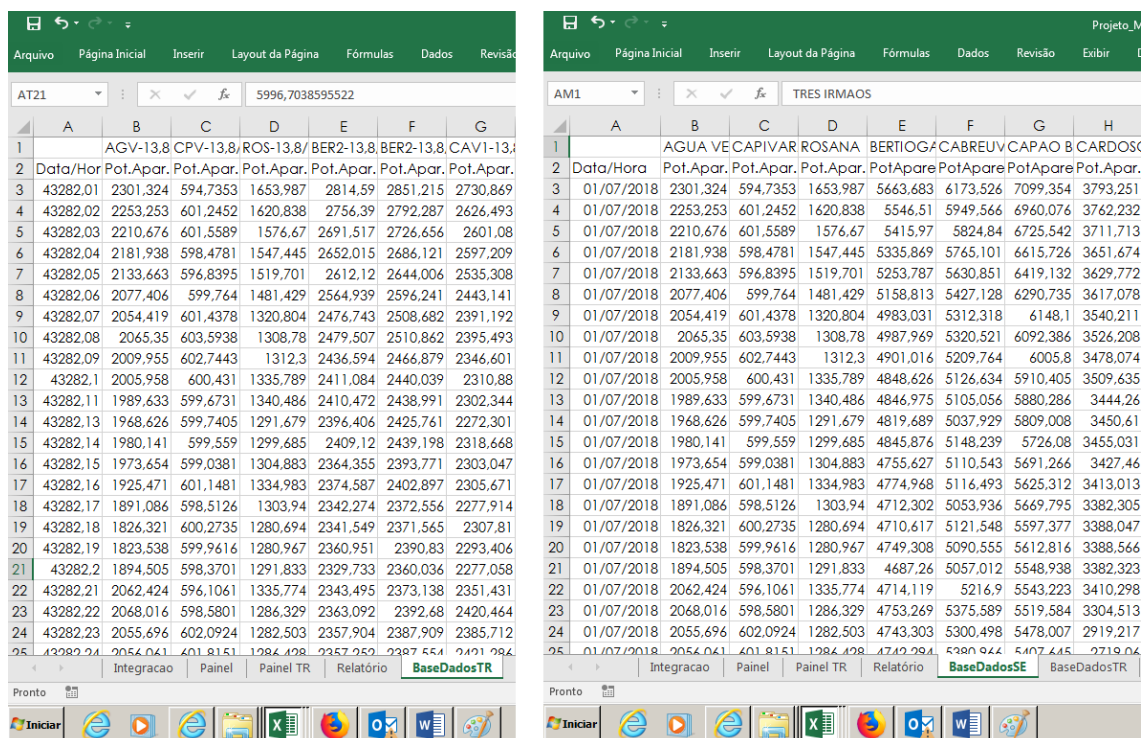 Arquivo Página Inicial Inserir Layout da Página Fórmulas Dados Revisão
AT21 fx 5996,7038595522
A B C D E F G
1 AGV-13,8 CPV-13,8/ ROS-13,8/ BER2-13,8, BER2-13,8, CAV1-13,8
2 Data/Hor Pot.Apar. Pot.Apar. Pot.Apar. Pot.Apar. Pot.Apar. Pot.Apar.
3 43282,01 2301,324 594,7353 1653,987 2814,59 2851,215 2730,869
4 43282,02 2253,253 601,2452 1620,838 2756,39 2792,287 2626,493
5 43282,03 2210,676 601,5589 1576,67 2691,517 2726,656 2601,08
6 43282,04 2181,938 598,4781 1547,445 2652,015 2686,121 2597,209
7 43282,05 2133,663 596,8395 1519,701 2612,12 2644,006 2535,308
8 43282,06 2077,406 599,764 1481,429 2564,939 2596,241 2443,141
9 43282,07 2054,419 601,4378 1320,804 2476,743 2508,682 2391,192
10 43282,08 2065,35 603,5938 1308,78 2479,507 2510,862 2395,493
11 43282,09 2009,955 602,7443 1312,3 2436,594 2466,879 2346,601
12 43282,1 2005,958 600,431 1335,789 2411,084 2440,039 2310,88
13 43282,11 1989,633 599,6731 1340,486 2410,472 2438,991 2302,344
14 43282,13 1968,626 599,7405 1291,679 2396,406 2425,761 2272,301
15 43282,14 1980,141 599,559 1299,685 2409,12 2439,198 2318,668
16 43282,15 1973,654 599,0381 1304,883 2364,355 2393,771 2303,047
17 43282,16 1925,471 601,1481 1334,983 2374,587 2402,897 2305,671
18 43282,17 1891,086 598,5126 1303,94 2342,274 2372,556 2277,914
19 43282,18 1826,321 600,2735 1280,694 2341,549 2371,565 2307,81
20 43282,19 1823,538 599,9616 1280,967 2360,951 2390,83 2293,406
21 43282,2 1894,505 598,3701 1291,833 2329,733 2360,036 2277,058
22 43282,21 2062,424 596,1061 1335,774 2343,495 2373,138 2351,431
23 43282,22 2068,016 598,5801 1286,329 2363,092 2392,68 2420,464
24 43282,23 2055,696 602,0924 1282,503 2357,904 2387,909 2385,712
25 43282,24 2056,061 601,8151 1286,428 2357,252 2387,554 2421,286
Integracao Painel Painel TR Relatório BaseDadosTR
Pronto
Iniciar
Projeto_M
Arquivo Página Inicial Inserir Layout da Página Fórmulas Dados Revisão Exibir
AM1 fx TRES IRMAOS
A B C D E F G H
1 AGUA VE CAPIVAR ROSANA BERTIOGA CABREUV CAPAO B CARDOSO
2 Data/Hora Pot.Apar. Pot.Apar. Pot.Apar. PotApare PotApare PotApare Pot.Apar.
3 01/07/2018 2301,324 594,7353 1653,987 5663,683 6173,526 7099,354 3793,251
4 01/07/2018 2253,253 601,2452 1620,838 5546,51 5949,566 6960,076 3762,232
5 01/07/2018 2210,676 601,5589 1576,67 5415,97 5824,84 6725,542 3711,713
6 01/07/2018 2181,938 598,4781 1547,445 5335,869 5765,101 6615,726 3651,674
7 01/07/2018 2133,663 596,8395 1519,701 5253,787 5630,851 6419,132 3629,772
8 01/07/2018 2077,406 599,764 1481,429 5158,813 5427,128 6290,735 3617,078
9 01/07/2018 2054,419 601,4378 1320,804 4983,031 5312,318 6148,1 3540,211
10 01/07/2018 2065,35 603,5938 1308,78 4987,969 5320,521 6092,386 3526,208
11 01/07/2018 2009,955 602,7443 1312,3 4901,016 5209,764 6005,8 3478,074
12 01/07/2018 2005,958 600,431 1335,789 4848,626 5126,634 5910,405 3509,635
13 01/07/2018 1989,633 599,6731 1340,486 4846,975 5105,056 5880,286 3444,26
14 01/07/2018 1968,626 599,7405 1291,679 4819,689 5037,929 5809,008 3450,61
15 01/07/2018 1980,141 599,559 1299,685 4845,876 5148,239 5726,08 3455,031
16 01/07/2018 1973,654 599,0381 1304,883 4755,627 5110,543 5691,266 3427,46
17 01/07/2018 1925,471 601,1481 1334,983 4774,968 5116,493 5625,312 3413,013
18 01/07/2018 1891,086 598,5126 1303,94 4712,302 5053,936 5669,795 3382,305
19 01/07/2018 1826,321 600,2735 1280,694 4710,617 5121,548 5597,377 3388,047
20 01/07/2018 1823,538 599,9616 1280,967 4749,308 5090,555 5612,816 3388,566
21 01/07/2018 1894,505 598,3701 1291,833 4687,26 5057,012 5548,938 3382,323
22 01/07/2018 2062,424 596,1061 1335,774 4714,119 5216,9 5543,223 3410,298
23 01/07/2018 2068,016 598,5801 1286,329 4753,269 5375,589 5519,584 3304,513
24 01/07/2018 2055,696 602,0924 1282,503 4743,303 5300,498 5478,007 2919,217
25 01/07/2018 2056,061 601,8151 1286,428 4742,294 5380,966 5407,645 2719,06
Integracao Painel Painel TR Relatório BaseDadosSE BaseDadosTR
Pronto
Iniciar